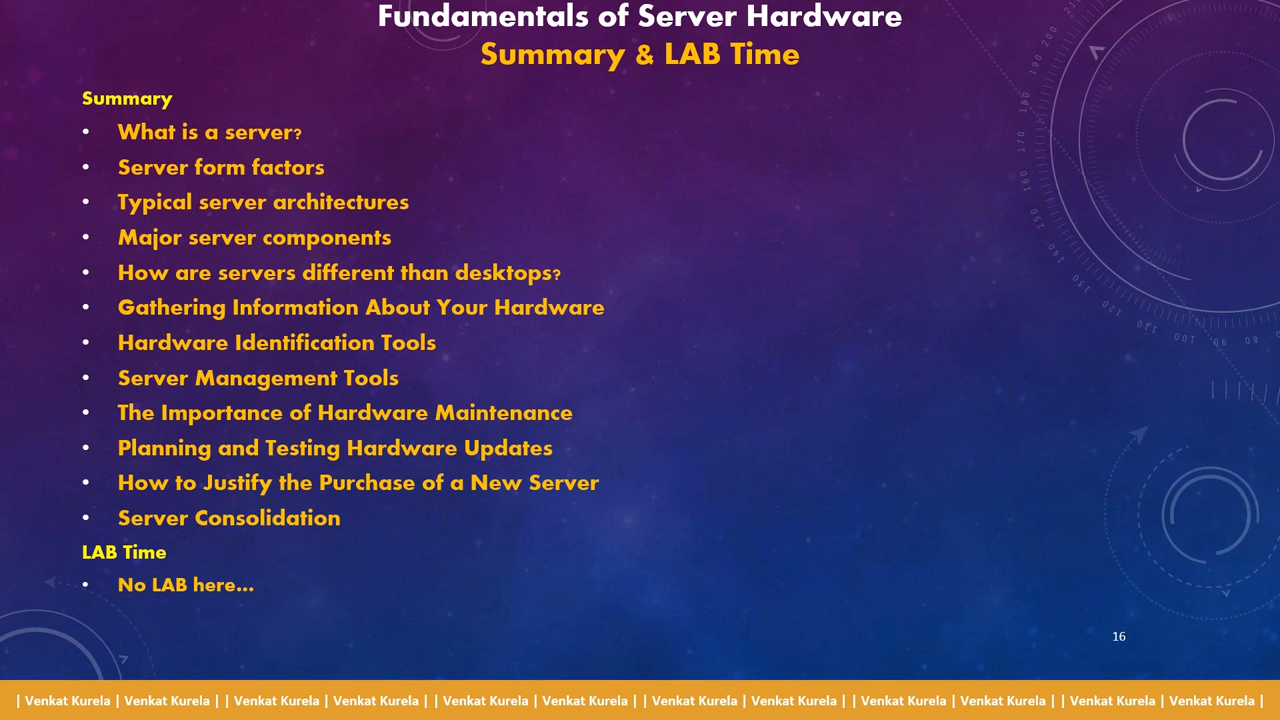 Fundamentals of Server Hardware
Summary & LAB Time
Summary
• What is a server?
• Server form factors
• Typical server architectures
• Major server components
• How are servers different than desktops?
• Gathering Information About Your Hardware
• Hardware Identification Tools
• Server Management Tools
• The Importance of Hardware Maintenance
• Planning and Testing Hardware Updates
• How to Justify the Purchase of a New Server
• Server Consolidation
LAB Time
• No LAB here...
16
| Venkat Kurela | Venkat Kurela | | Venkat Kurela | Venkat Kurela | | Venkat Kurela | Venkat Kurela | | Venkat Kurela | Venkat Kurela | | Venkat Kurela | Venkat Kurela | | Venkat Kurela | Venkat Kurela |